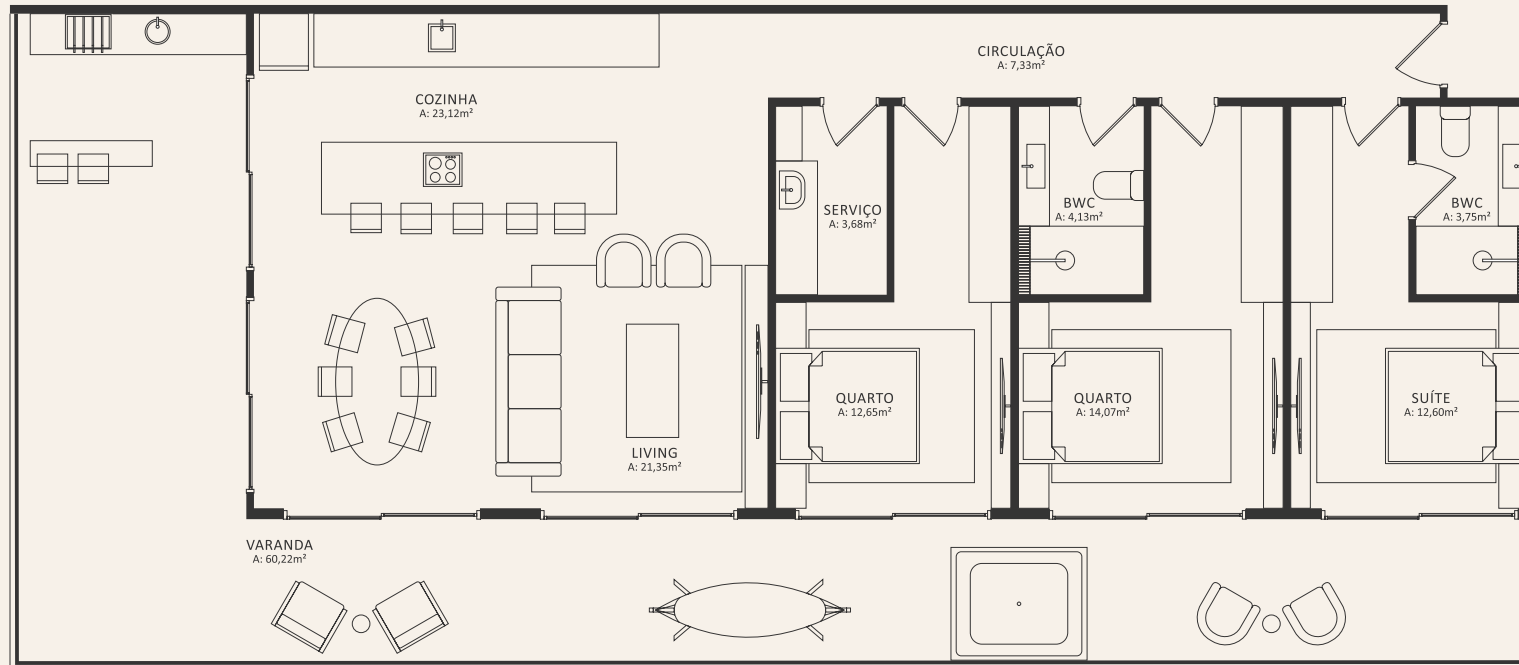 CIRCULAÇÃO
A: 7,33m²
COZINHA
A: 23,12m²
SERVIÇO
A: 3,68m²
BWC
A: 4,13m²
BWC
A: 3,75m²
QUARTO
A: 12,65m²
QUARTO
A: 14,07m²
SUÍTE
A: 12,60m²
LIVING
A: 21,35m²
VARANDA
A: 60,22m²